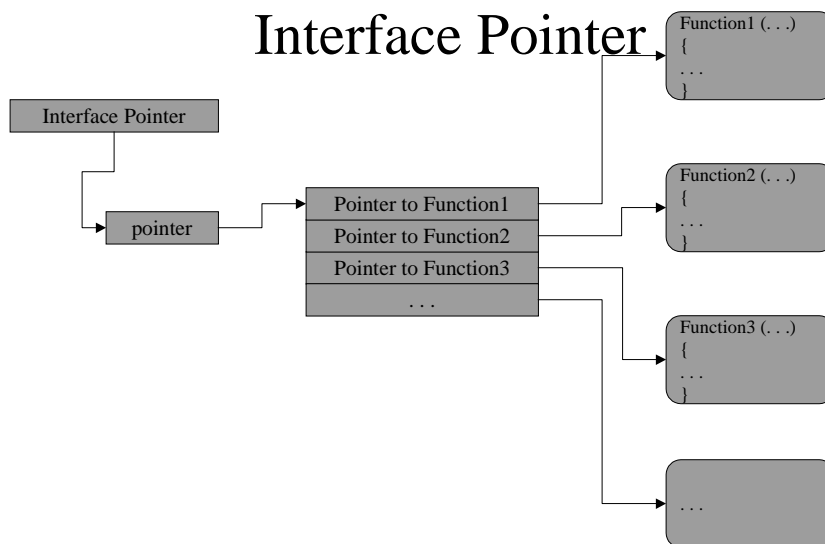 Interface Pointer
Interface Pointer
pointer
Pointer to Function1
Pointer to Function2
Pointer to Function3
. . .
Function1 (. . .)
{
. . .
}
Function2 (. . .)
{
. . .
}
Function3 (. . .)
{
. . .
}
. . .